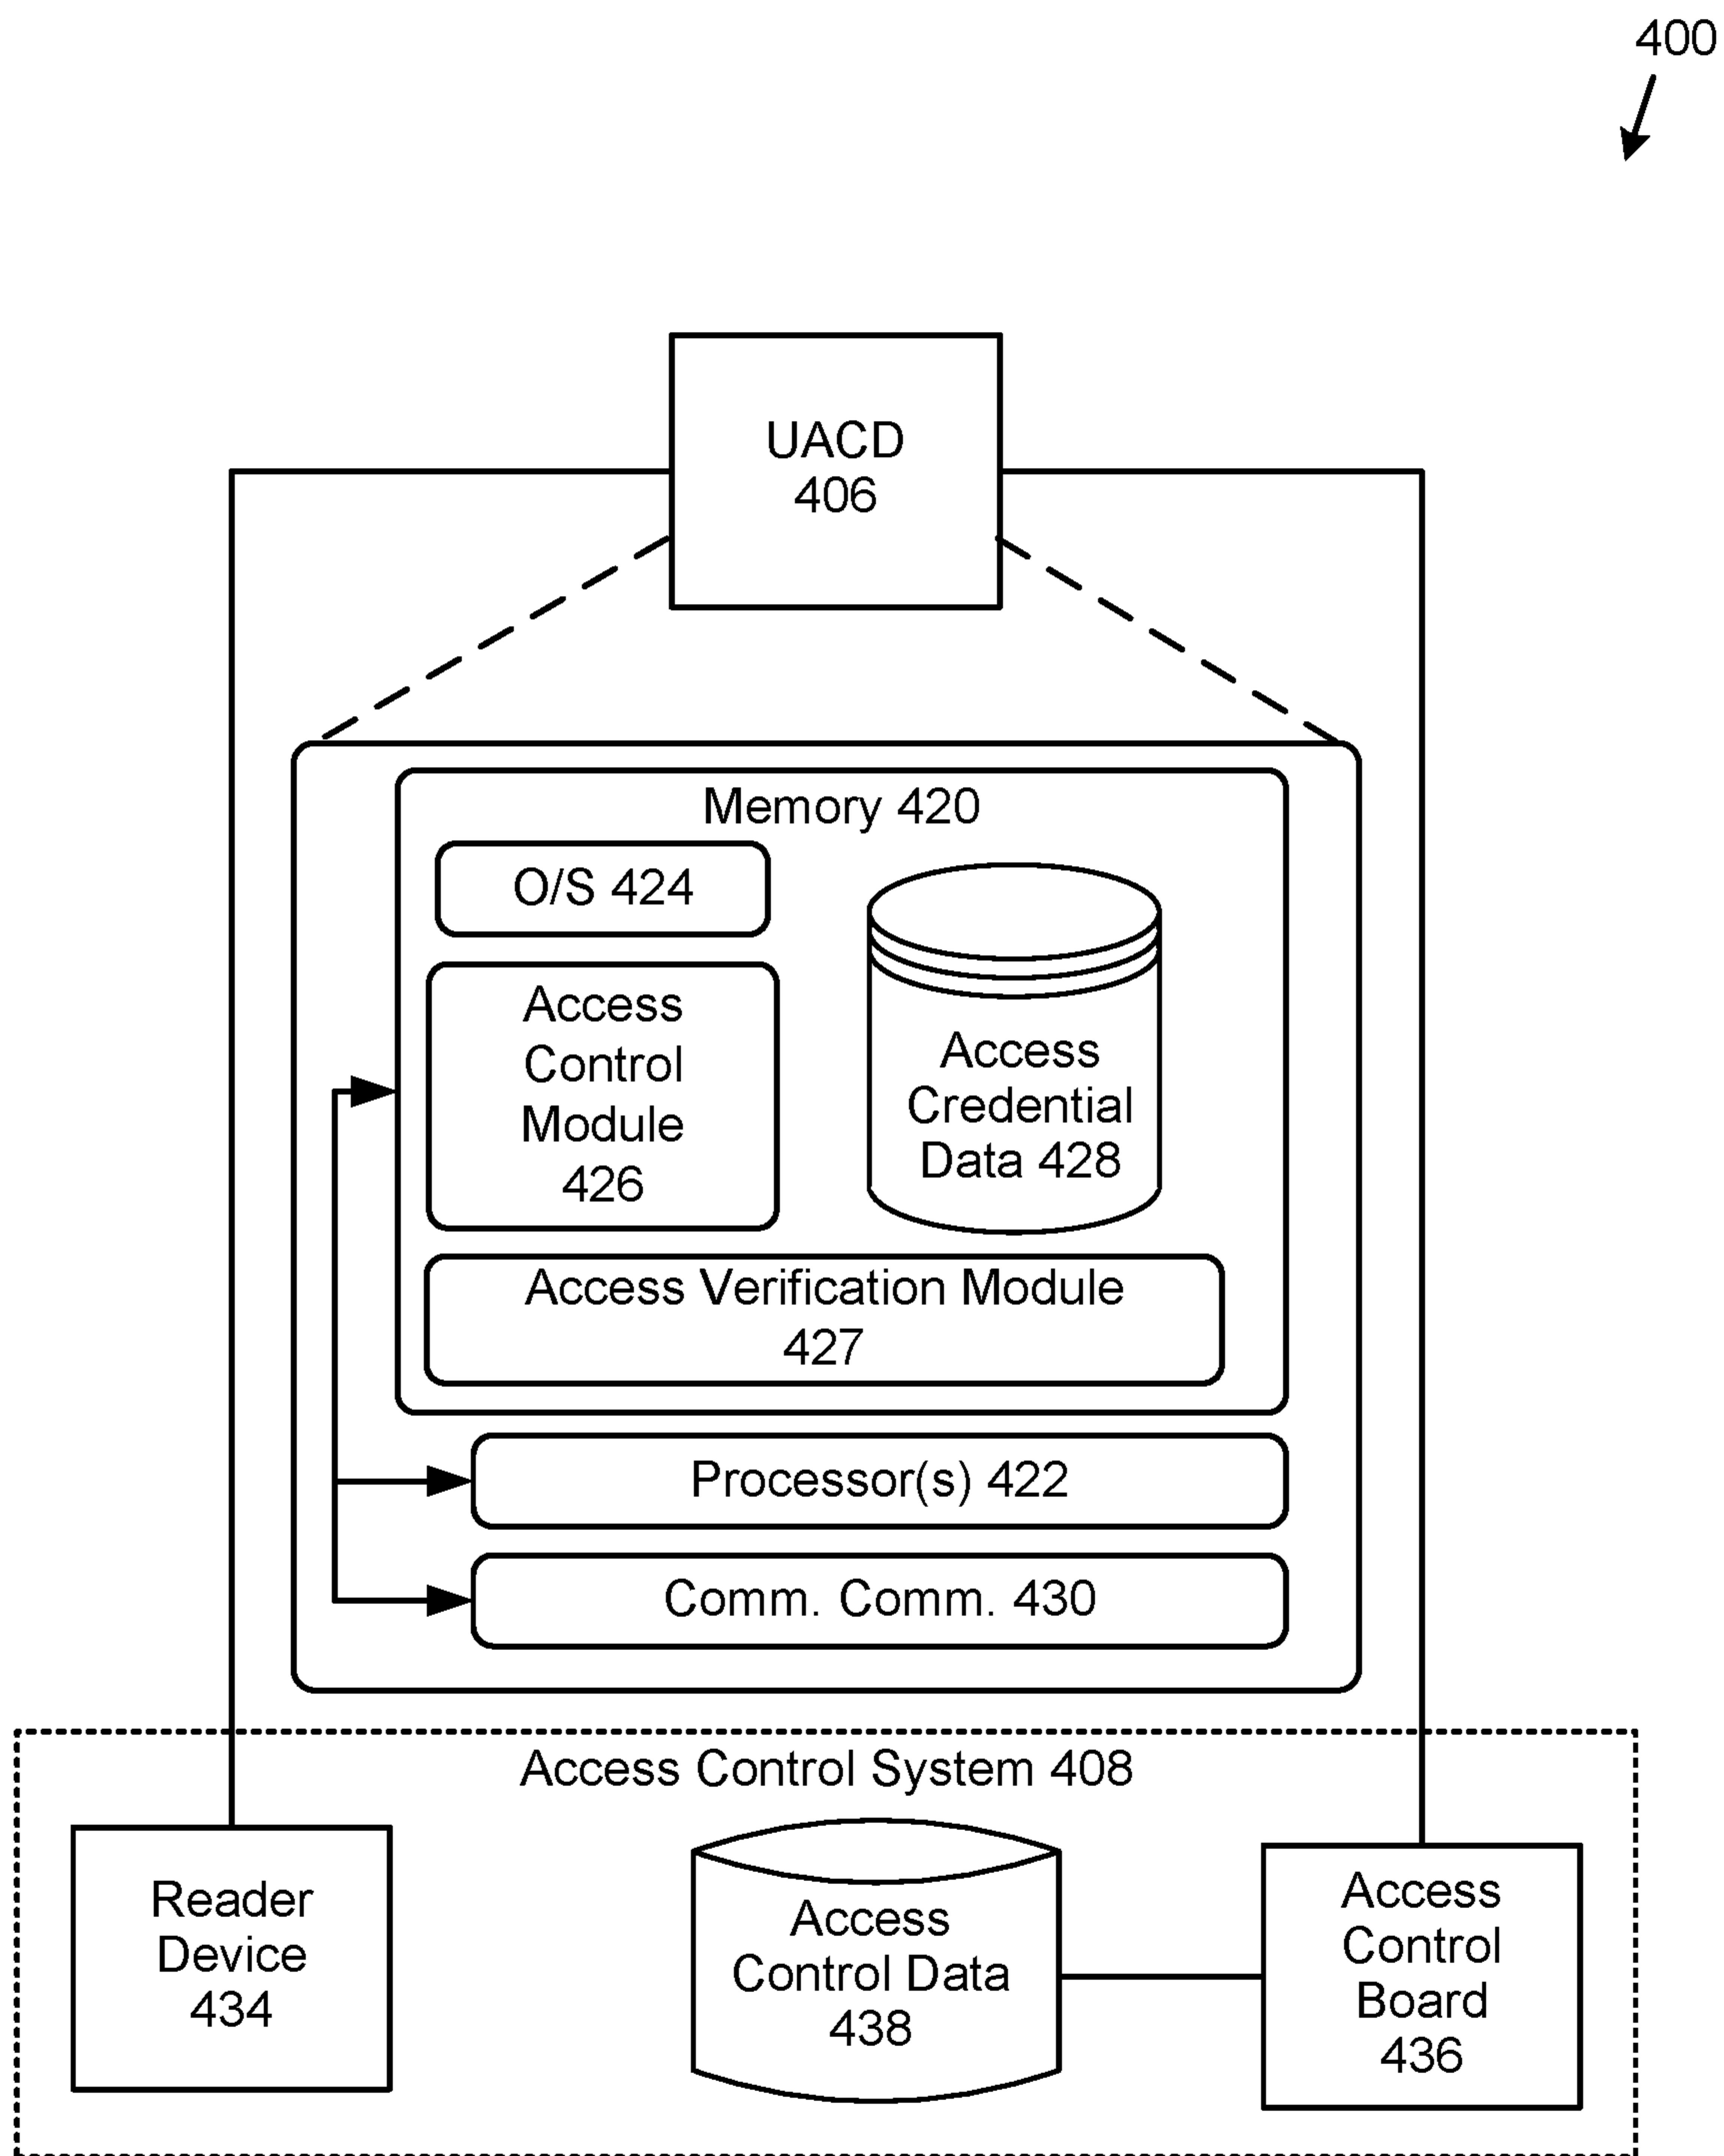 400
UACD
406
Memory 420
O/S 424
Access
Control
Module
426
Access
Credential
Data 428
Access Verification Module
427
Processor(s) 422
Comm. Comm. 430
Access Control System 408
Reader
Device
434
Access
Control Data
438
Access
Control
Board
436